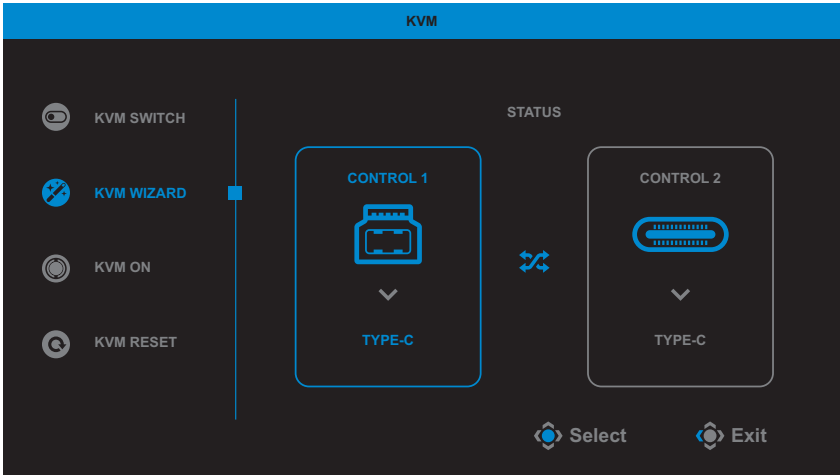 KVM
KVM SWITCH
KVM WIZARD
KVM ON
KVM RESET
STATUS
CONTROL 1
TYPE-C
CONTROL 2
TYPE-C
Select
Exit